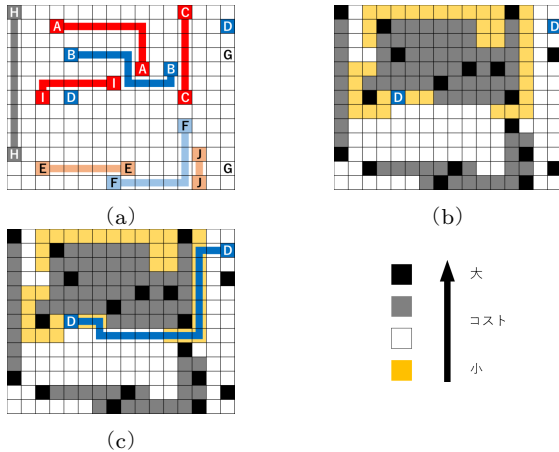 H C
A D
B G
A B
I I
I D C
F
H J
E E G
F J
(a)
D
D
(b)
D
D
(c)
大
コスト
小